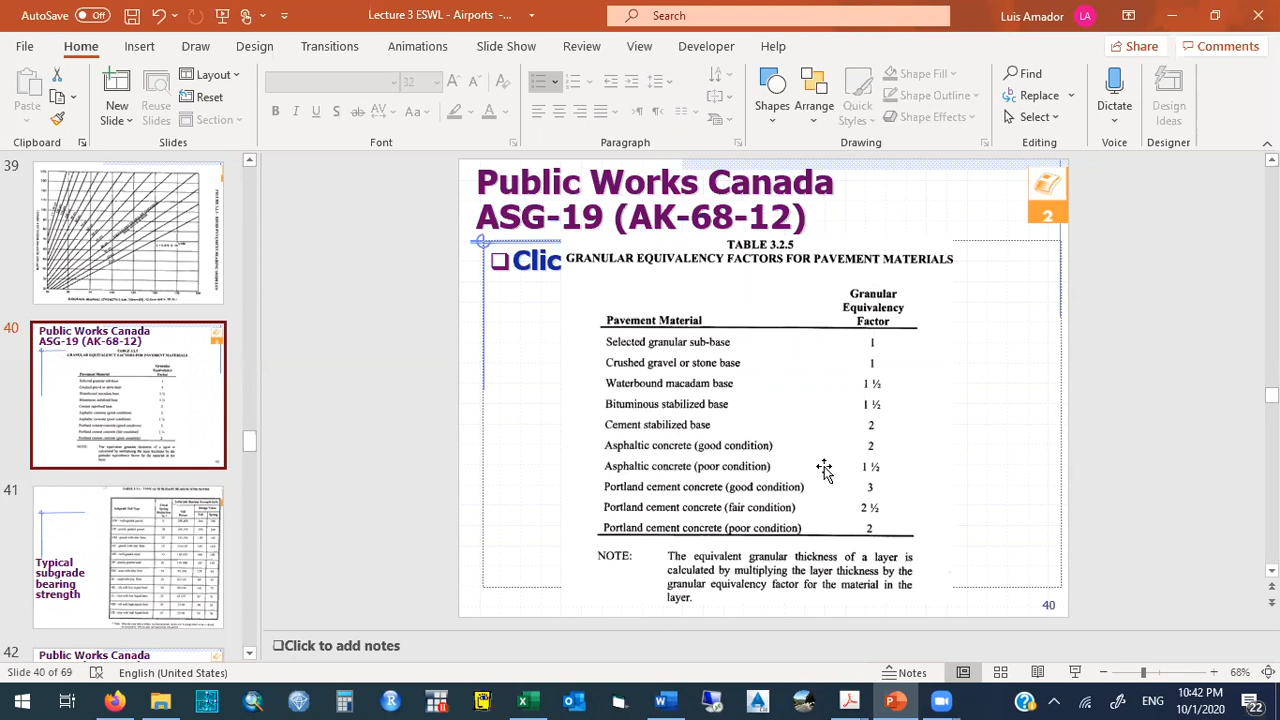 AutoSave Off
Lecture 3 ESWL - Airports -...
Search
Luis Amador LA
File Home Insert Draw Design Transitions Animations Slide Show Review View Developer Help Share Comments
Paste
New Slide
Reuse Slides
Layout
Reset
Section
32
Shapes
Arrange
Quick Styles
Shape Fill
Shape Outline
Shape Effects
Find
Replace
Select
Dictate
Design Ideas
Clipboard Slides Font Paragraph Drawing Editing Voice Designer
39
40
Public Works Canada
ASG-19 (AK-68-12)
41
Typical
subgrade
bearing
strength
42
Public Works Canada
Public Works Canada
ASG-19 (AK-68-12)
2
Clic
TABLE 3.2.5
GRANULAR EQUIVALENCY FACTORS FOR PAVEMENT MATERIALS
Granular
Equivalency
Pavement Material Factor
Selected granular sub-base 1
Crushed gravel or stone base 1
Waterbound macadam base 1 ½
Bituminous stabilized base 1 ½
Cement stabilized base 2
Asphaltic concrete (good condition) 2
Asphaltic concrete (poor condition) 1 ½
Portland cement concrete (good condition) 3
Portland cement concrete (fair condition) 2 ½
Portland cement concrete (poor condition) 2
NOTE: The equivalent granular thickness of a layer is
calculated by multiplying the layer thickness by the
granular equivalency factor for the material in the
layer.
40
Click to add notes
Slide 40 of 69 English (United States) Notes 68%
ENG 10:42 PM
10/1/2020 22